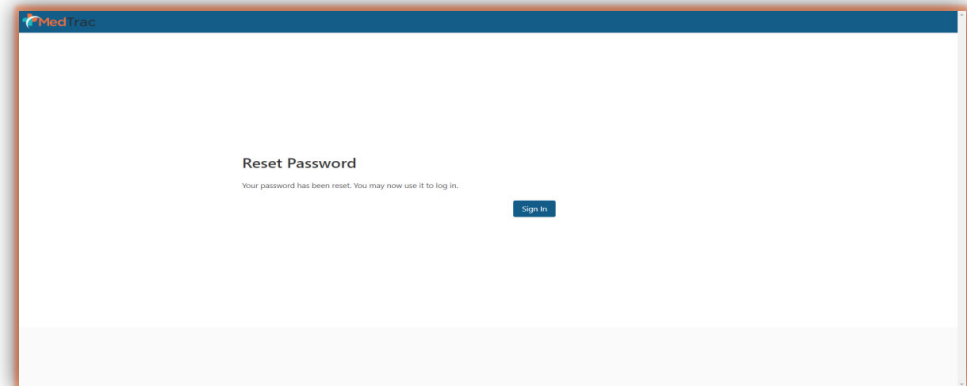 MedTrac
Reset Password
Your password has been reset. You may now use it to log in.
Sign In